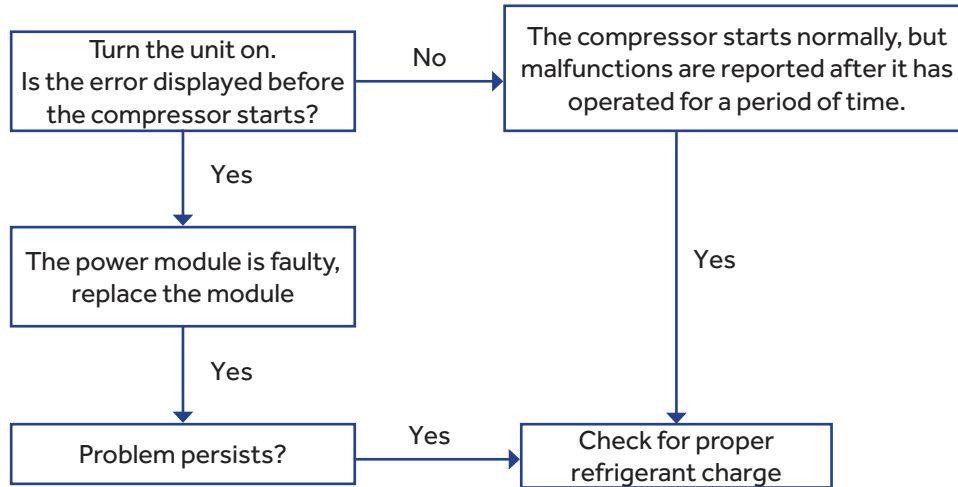 Turn the unit on.
Is the error displayed before
the compressor starts?
No
The compressor starts normally, but
malfunctions are reported after it has
operated for a period of time.
Yes
Yes
The power module is faulty,
replace the module
Yes
Problem persists?
Yes
Check for proper
refrigerant charge